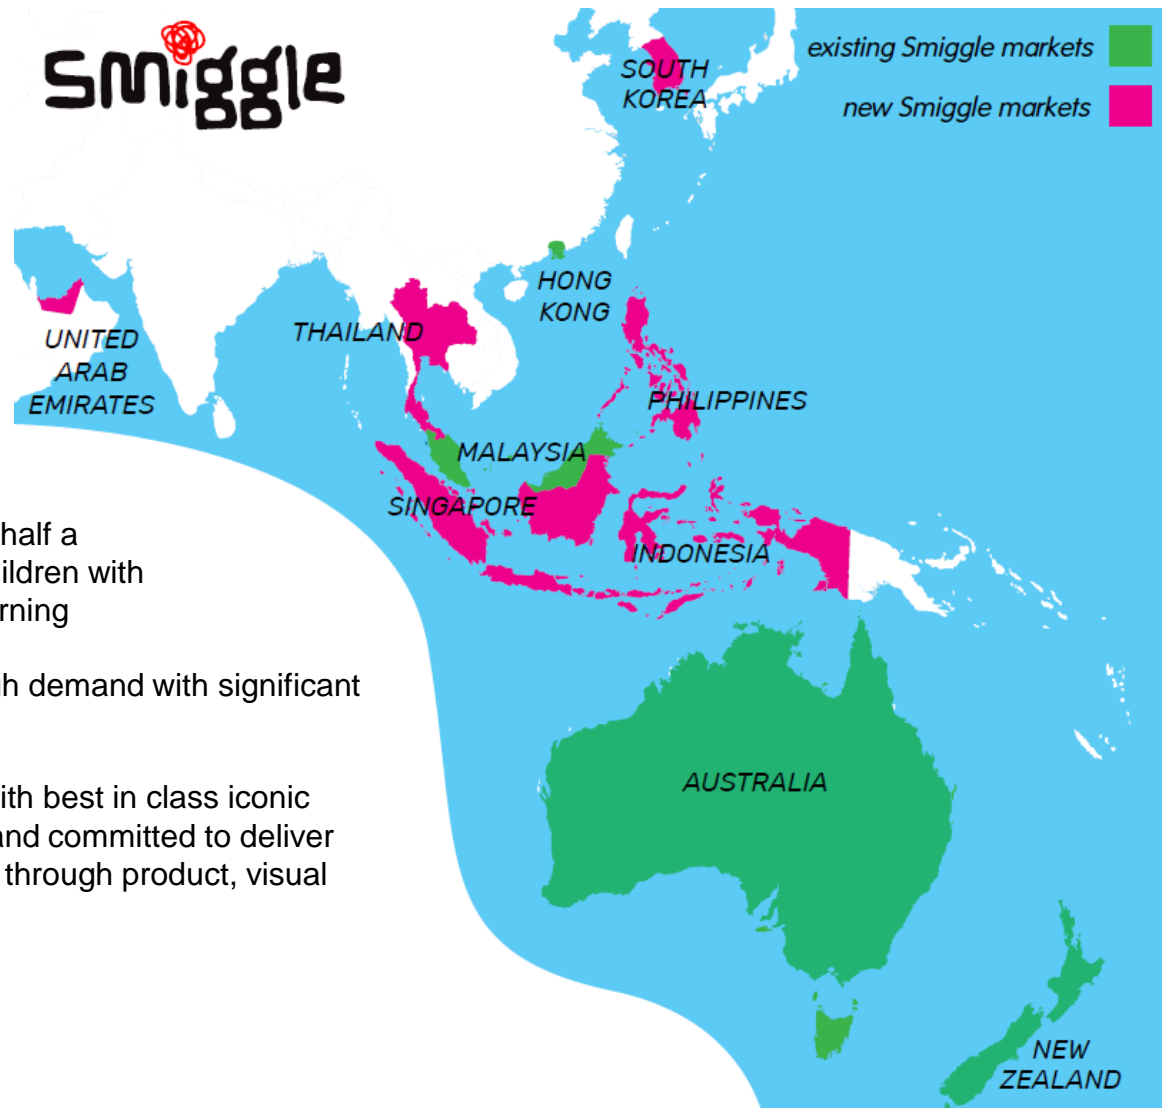 smiggle
existing Smiggle markets
new Smiggle markets
SOUTH
KOREA
HONG
KONG
THAILAND
UNITED
ARAB
EMIRATES
PHILIPPINES
MALAYSIA
SINGAPORE
INDONESIA
half a
ildren with
rning
h demand with significant
ith best in class iconic
and committed to deliver
through product, visual
AUSTRALIA
NEW
ZEALAND